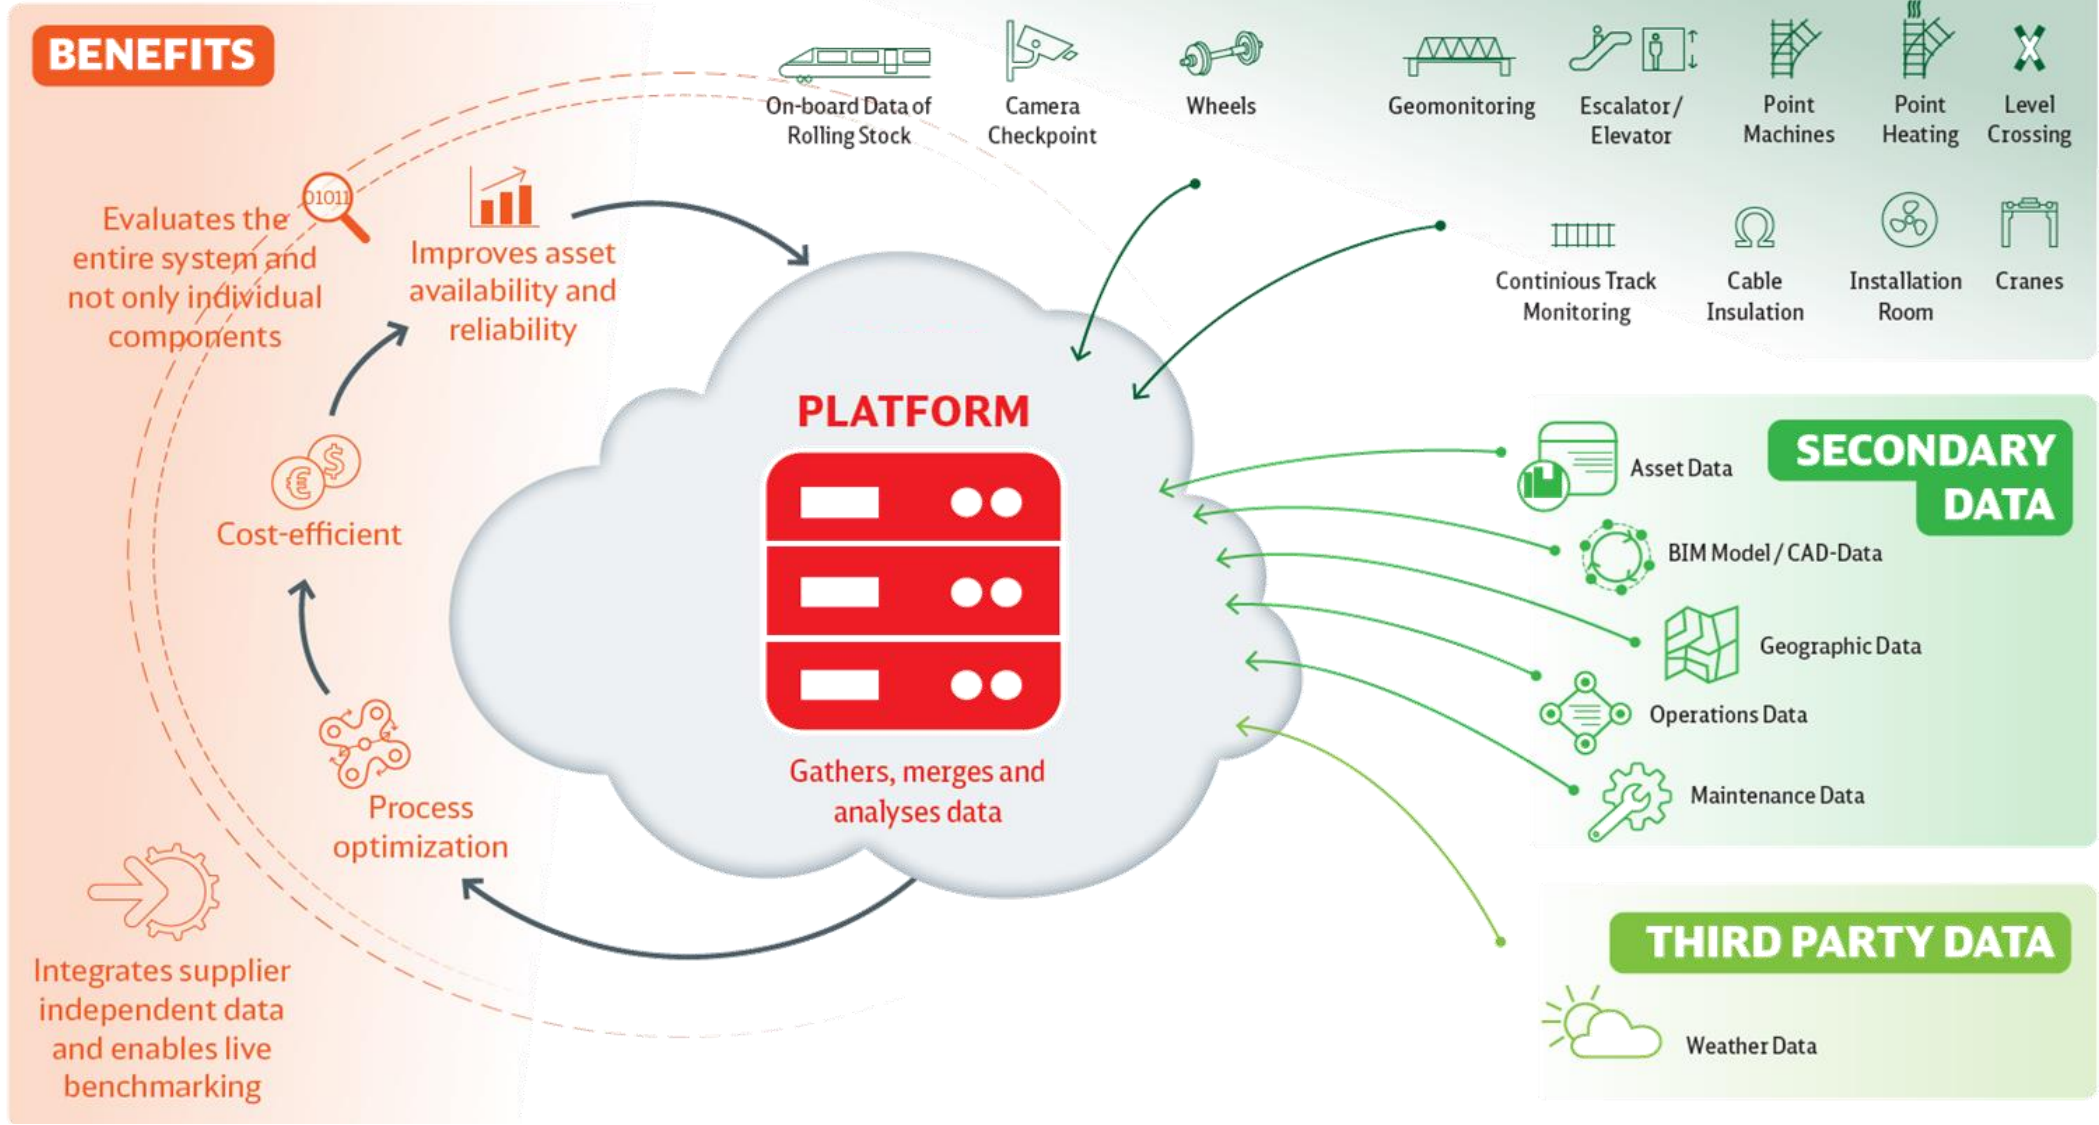 BENEFITS
01011
Evaluates the
entire system and
not only individual
components
Improves asset
availability and
reliability
€
$
Cost-efficient
Process
optimization
Integrates supplier
independent data
and enables live
benchmarking
On-board Data of
Rolling Stock
Camera
Checkpoint
Wheels
Geomonitoring
Escalator/
Elevator
Point
Machines
Point
Heating
Level
Crossing
Continious Track
Monitoring
Cable
Insulation
Installation
Room
Cranes
PLATFORM
Gathers, merges and
analyses data
SECONDARY
DATA
Asset Data
BIM Model / CAD-Data
Geographic Data
Operations Data
Maintenance Data
THIRD PARTY DATA
Weather Data